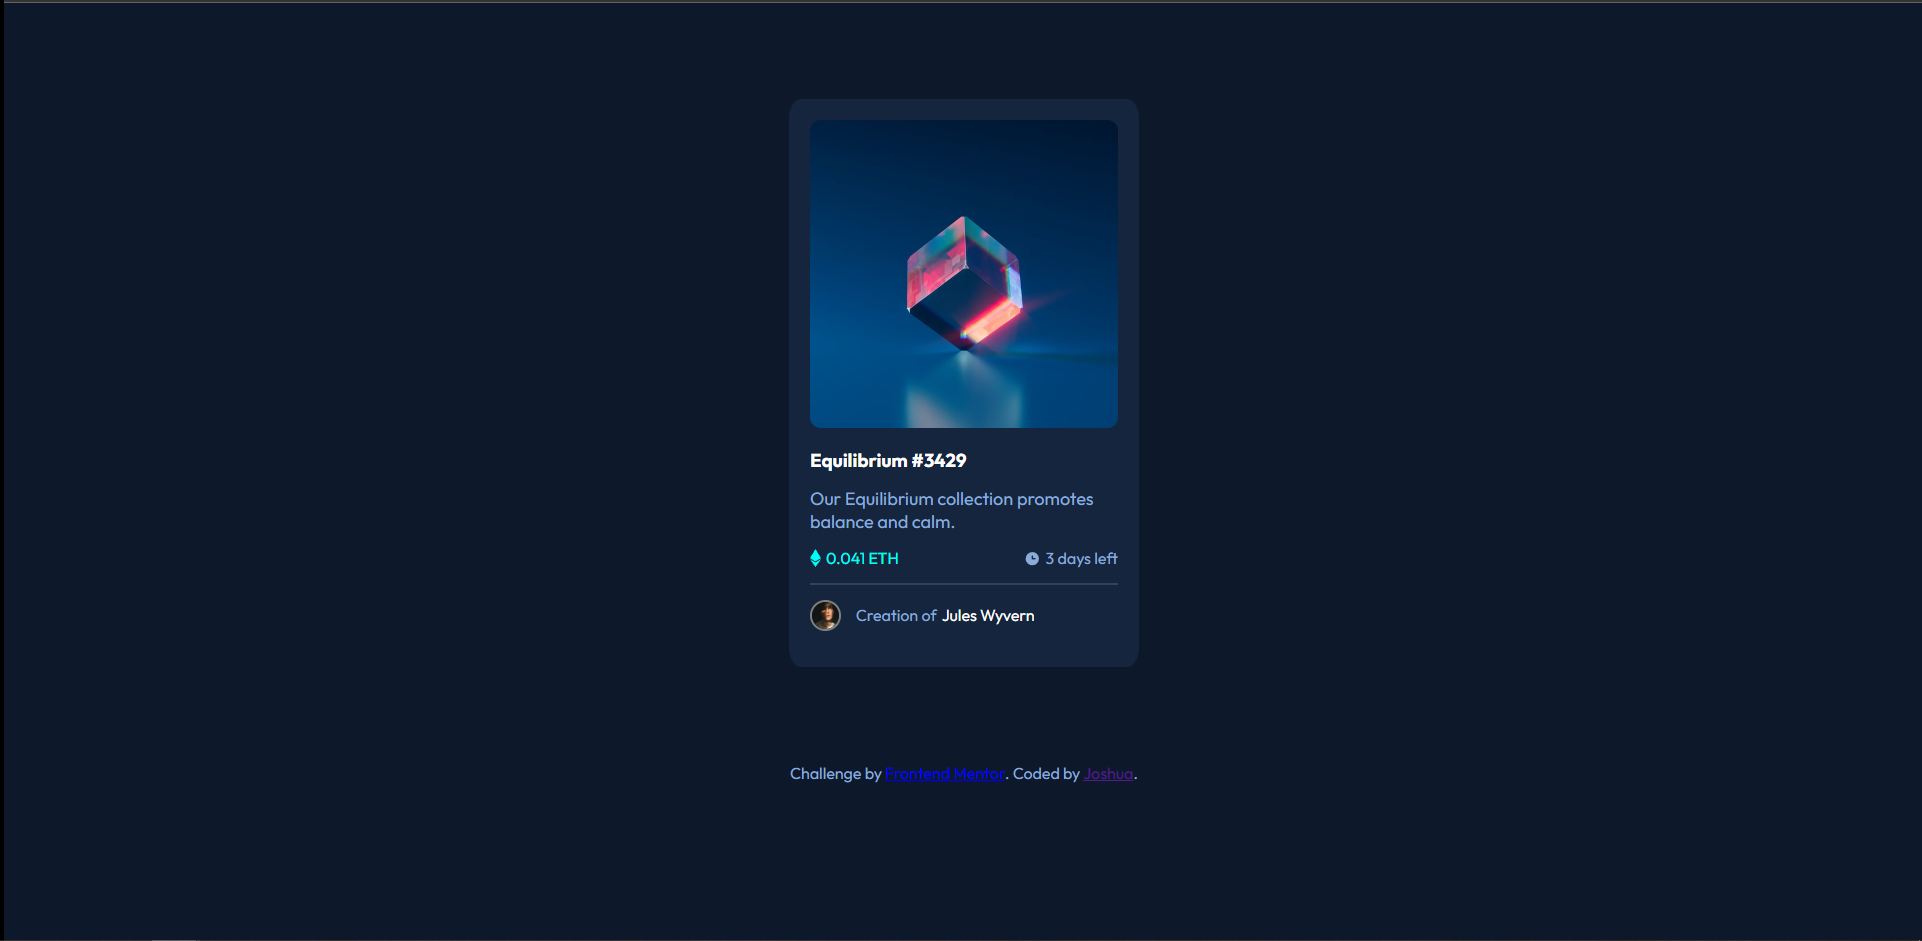 Equilibrium #3429
Our Equilibrium collection promotes
balance and calm.
0.041 ETH
3 days left
Creation of Jules Wyvern
Challenge by Frontend Mentor. Coded by Joshua.